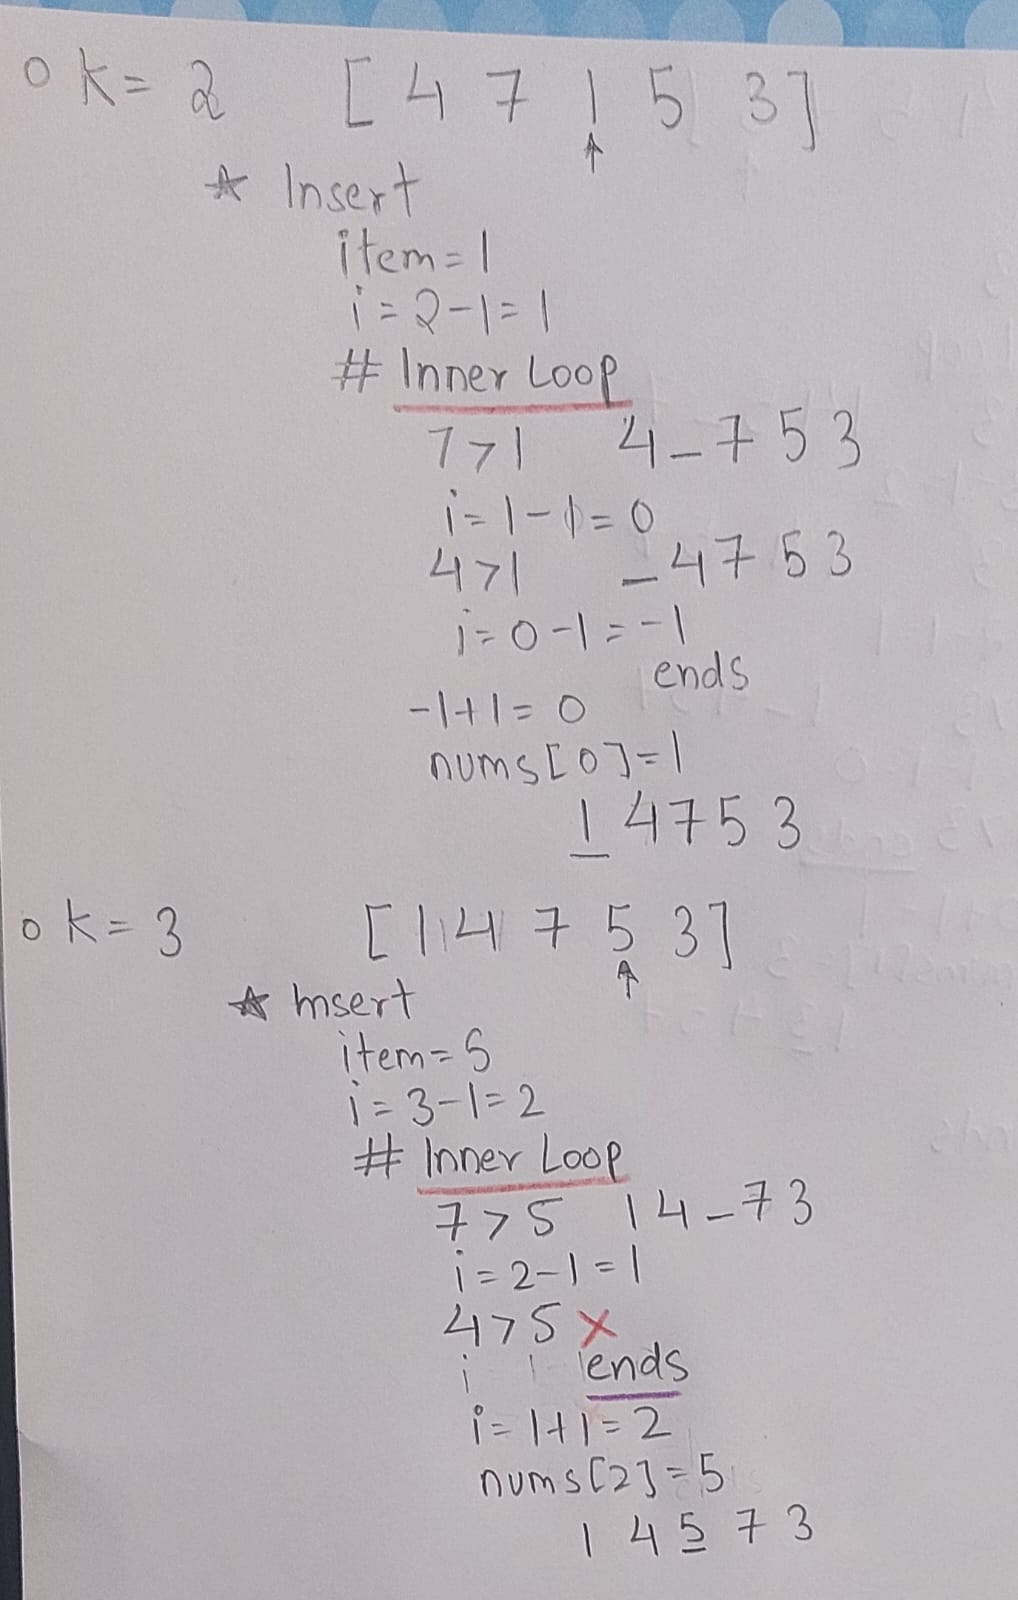 o k = 2 [ 4 7 1 5 3 ]
↑
☆ Insert
item = 1
i = 2 - 1 = 1
# Inner Loop
7 > 1 4 _ 7 5 3
i = 1 - 1 = 0
4 > 1 _ 4 7 5 3
i = 0 - 1 = -1
ends
-1 + 1 = 0
nums [ 0 ] = 1
1 4 7 5 3
o k = 3 [ 1 4 7 5 3 ]
↑
☆ Insert
item = 5
i = 3 - 1 = 2
# Inner Loop
7 > 5 1 4 _ 7 3
i = 2 - 1 = 1
4 > 5 ×
i ends
i = 1 + 1 = 2
nums [ 2 ] = 5
1 4 5 7 3